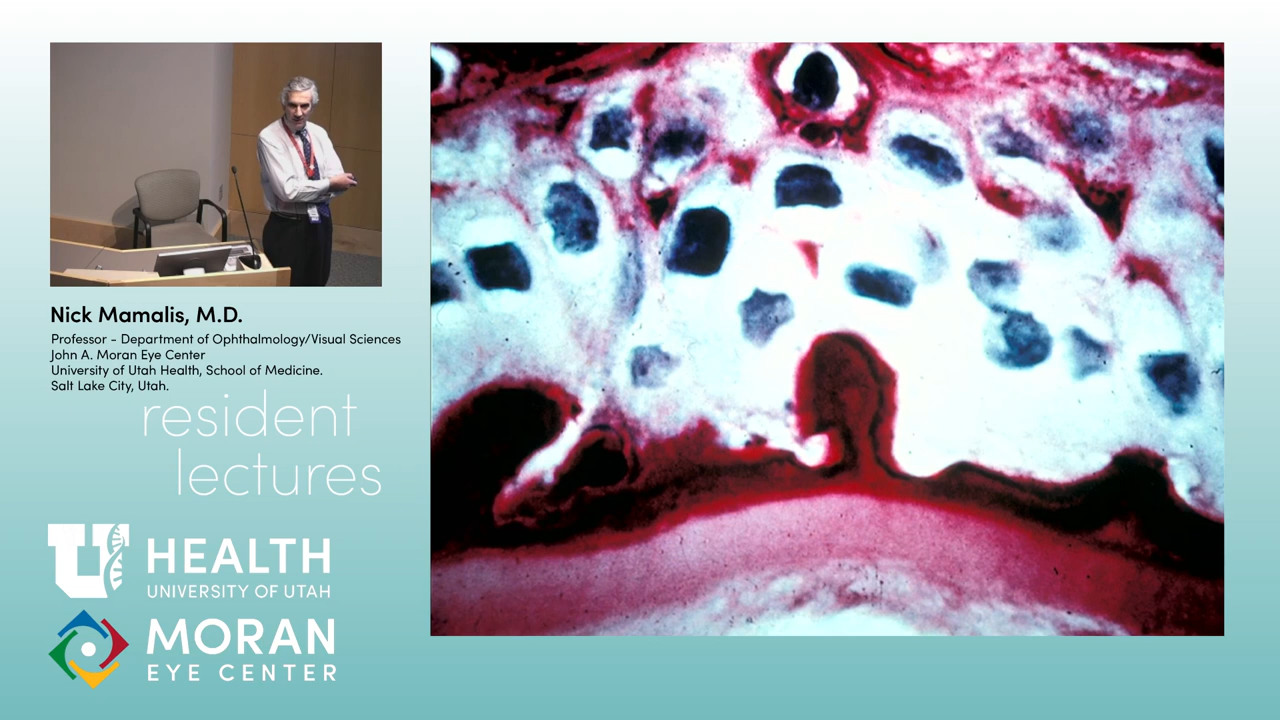 Nick Mamalis, M.D.
Professor - Department of Ophthalmology/Visual Sciences
John A. Moran Eye Center
University of Utah Health, School of Medicine.
Salt Lake City, Utah.
resident
lectures
U HEALTH
UNIVERSITY OF UTAH
MORAN
EYE CENTER